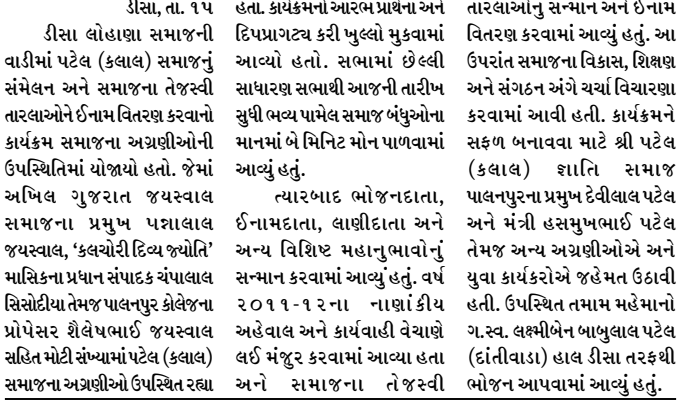 ડીસા, તા. ૧૫
ડીસા લોહાણા સમાજની
વાડીમાં પટેલ (કલાલ) સમાજનું
સંમેલન અને સમાજના તેજસ્વી
તારલાઓને ઈનામ વિતરણ કરવાનો
કાર્યક્રમ સમાજના અગ્રણીઓની
ઉપસ્થિતિમાં યોજાયો હતો. જેમાં
અખિલ ગુજરાત જયસ્વાલ
સમાજના પ્રમુખ પન્નાલાલ
જયસ્વાલ, ‘કલચોરી દિવ્ય જ્યોતિ’
માસિકના પ્રધાન સંપાદક ચંપાલાલ
સિસોદીયા તેમજ પાલનપુર કોલેજના
પ્રોપેસર શૈલેષભાઈ જયસ્વાલ
સહિત મોટી સંખ્યામાં પટેલ (કલાલ)
સમાજના અગ્રણીઓ ઉપસ્થિત રહ્યા
હતા. કાર્યક્રમનો આરંભ પ્રાર્થના અને
દિપપ્રાગટ્ય કરી ખુલ્લો મુકવામાં
આવ્યો હતો. સભામાં છેલ્લી
સાધારણ સભાથી આજની તારીખ
સુધી ભવ્ય પામેલ સમાજ બંધુઓના
માનમાં બે મિનિટ મોન પાળવામાં
આવ્યું હતું.
ત્યારબાદ ભોજનદાતા,
ઈનામદાતા, લાણીદાતા અને
અન્ય વિશિષ્ટ મહાનુભાવોનું
સન્માન કરવામાં આવ્યું હતું. વર્ષ
૨૦૧૧-૧૨ના નાણાંકીય
અહેવાલ અને કાર્યવાહી વેચાણે
લઈ મંજુર કરવામાં આવ્યા હતા
અને સમાજના તેજસ્વી
તારલાઓનું સન્માન અને ઈનામ
વિતરણ કરવામાં આવ્યું હતું. આ
ઉપરાંત સમાજના વિકાસ, શિક્ષણ
અને સંગઠન અંગે ચર્ચા વિચારણા
કરવામાં આવી હતી. કાર્યક્રમને
સફળ બનાવવા માટે શ્રી પટેલ
(કલાલ) જ્ઞાતિ સમાજ
પાલનપુરના પ્રમુખ દેવીલાલ પટેલ
અને મંત્રી હસમુખભાઈ પટેલ
તેમજ અન્ય અગ્રણીઓએ અને
યુવા કાર્યકરોએ જહેમત ઉઠાવી
હતી. ઉપસ્થિત તમામ મહેમાનો
ગ.સ્વ. લક્ષ્મીબેન બાબુલાલ પટેલ
(દાંતીવાડા) હાલ ડીસા તરફથી
ભોજન આપવામાં આવ્યું હતું.